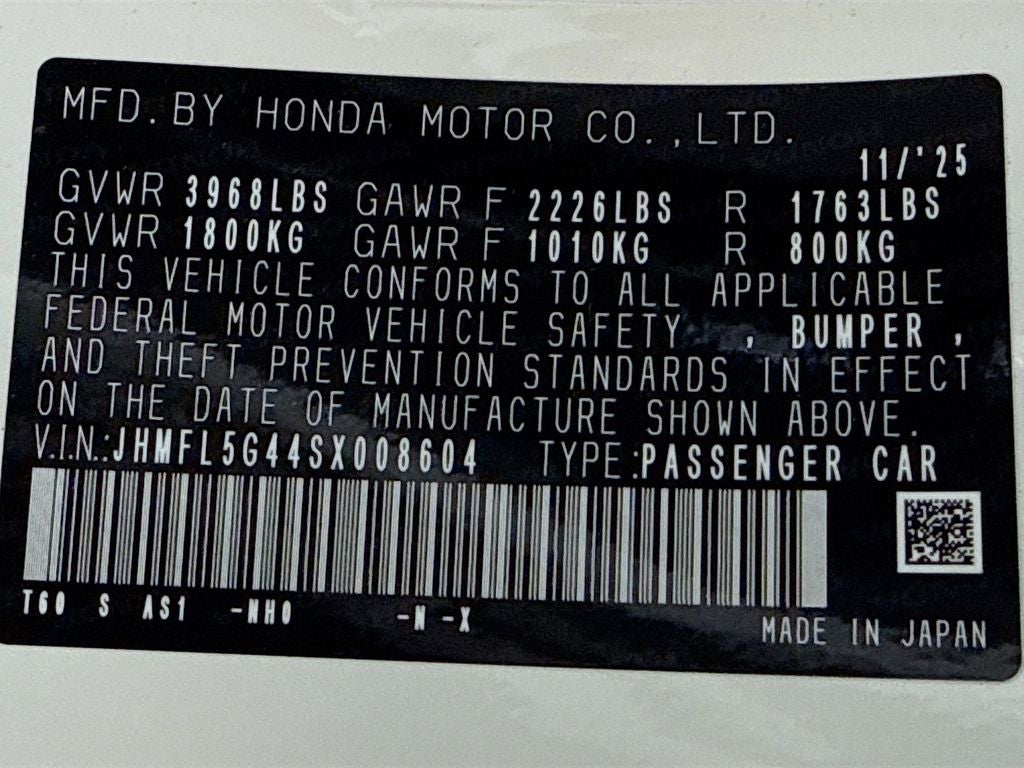 MFD.BY HONDA MOTOR CO.,LTD.
11/'25
GVWR 3968LBS GAWR F 2226LBS R 1763LBS
GVWR 1800KG GAWR F 1010KG R 800KG
THIS VEHICLE CONFORMS TO ALL APPLICABLE
FEDERAL MOTOR VEHICLE SAFETY , BUMPER ,
AND THEFT PREVENTION STANDARDS IN EFFECT
ON THE DATE OF MANUFACTURE SHOWN ABOVE.
V.I.N.:JHMFL5G44SX008604 TYPE:PASSENGER CAR
T60 S AS1 -NH0 -N -X
MADE IN JAPAN